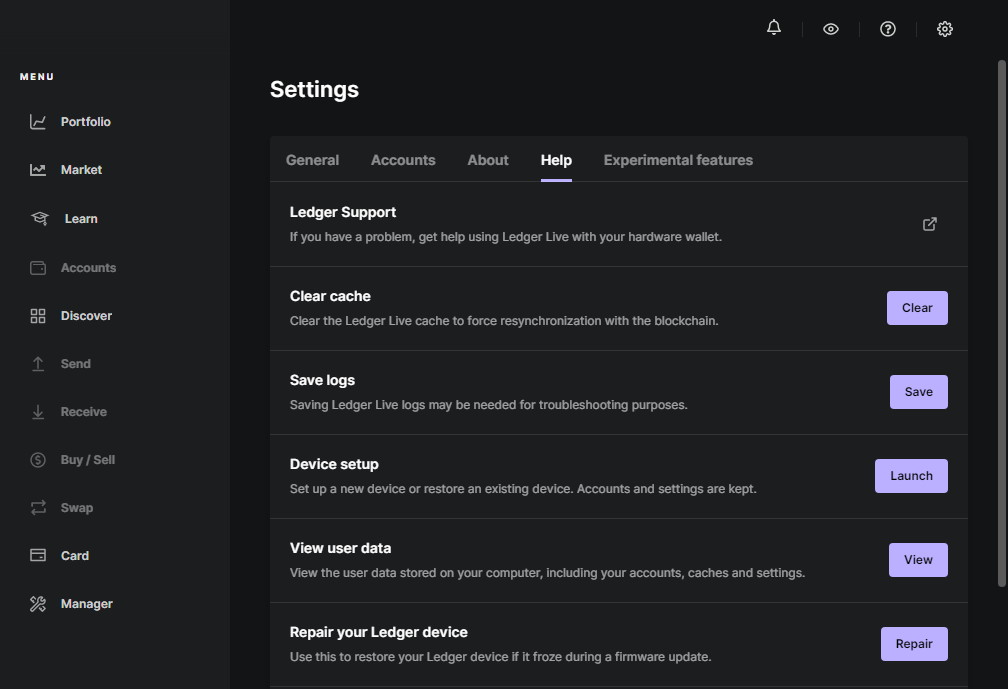 MENU
Portfolio
Market
Learn
Accounts
Discover
Send
Receive
Buy / Sell
Swap
Card
Manager
Settings
General Accounts About Help Experimental features
Ledger Support
If you have a problem, get help using Ledger Live with your hardware wallet.
Clear cache
Clear the Ledger Live cache to force resynchronization with the blockchain.
Clear
Save logs
Saving Ledger Live logs may be needed for troubleshooting purposes.
Save
Device setup
Set up a new device or restore an existing device. Accounts and settings are kept.
Launch
View user data
View the user data stored on your computer, including your accounts, caches and settings.
View
Repair your Ledger device
Use this to restore your Ledger device if it froze during a firmware update.
Repair